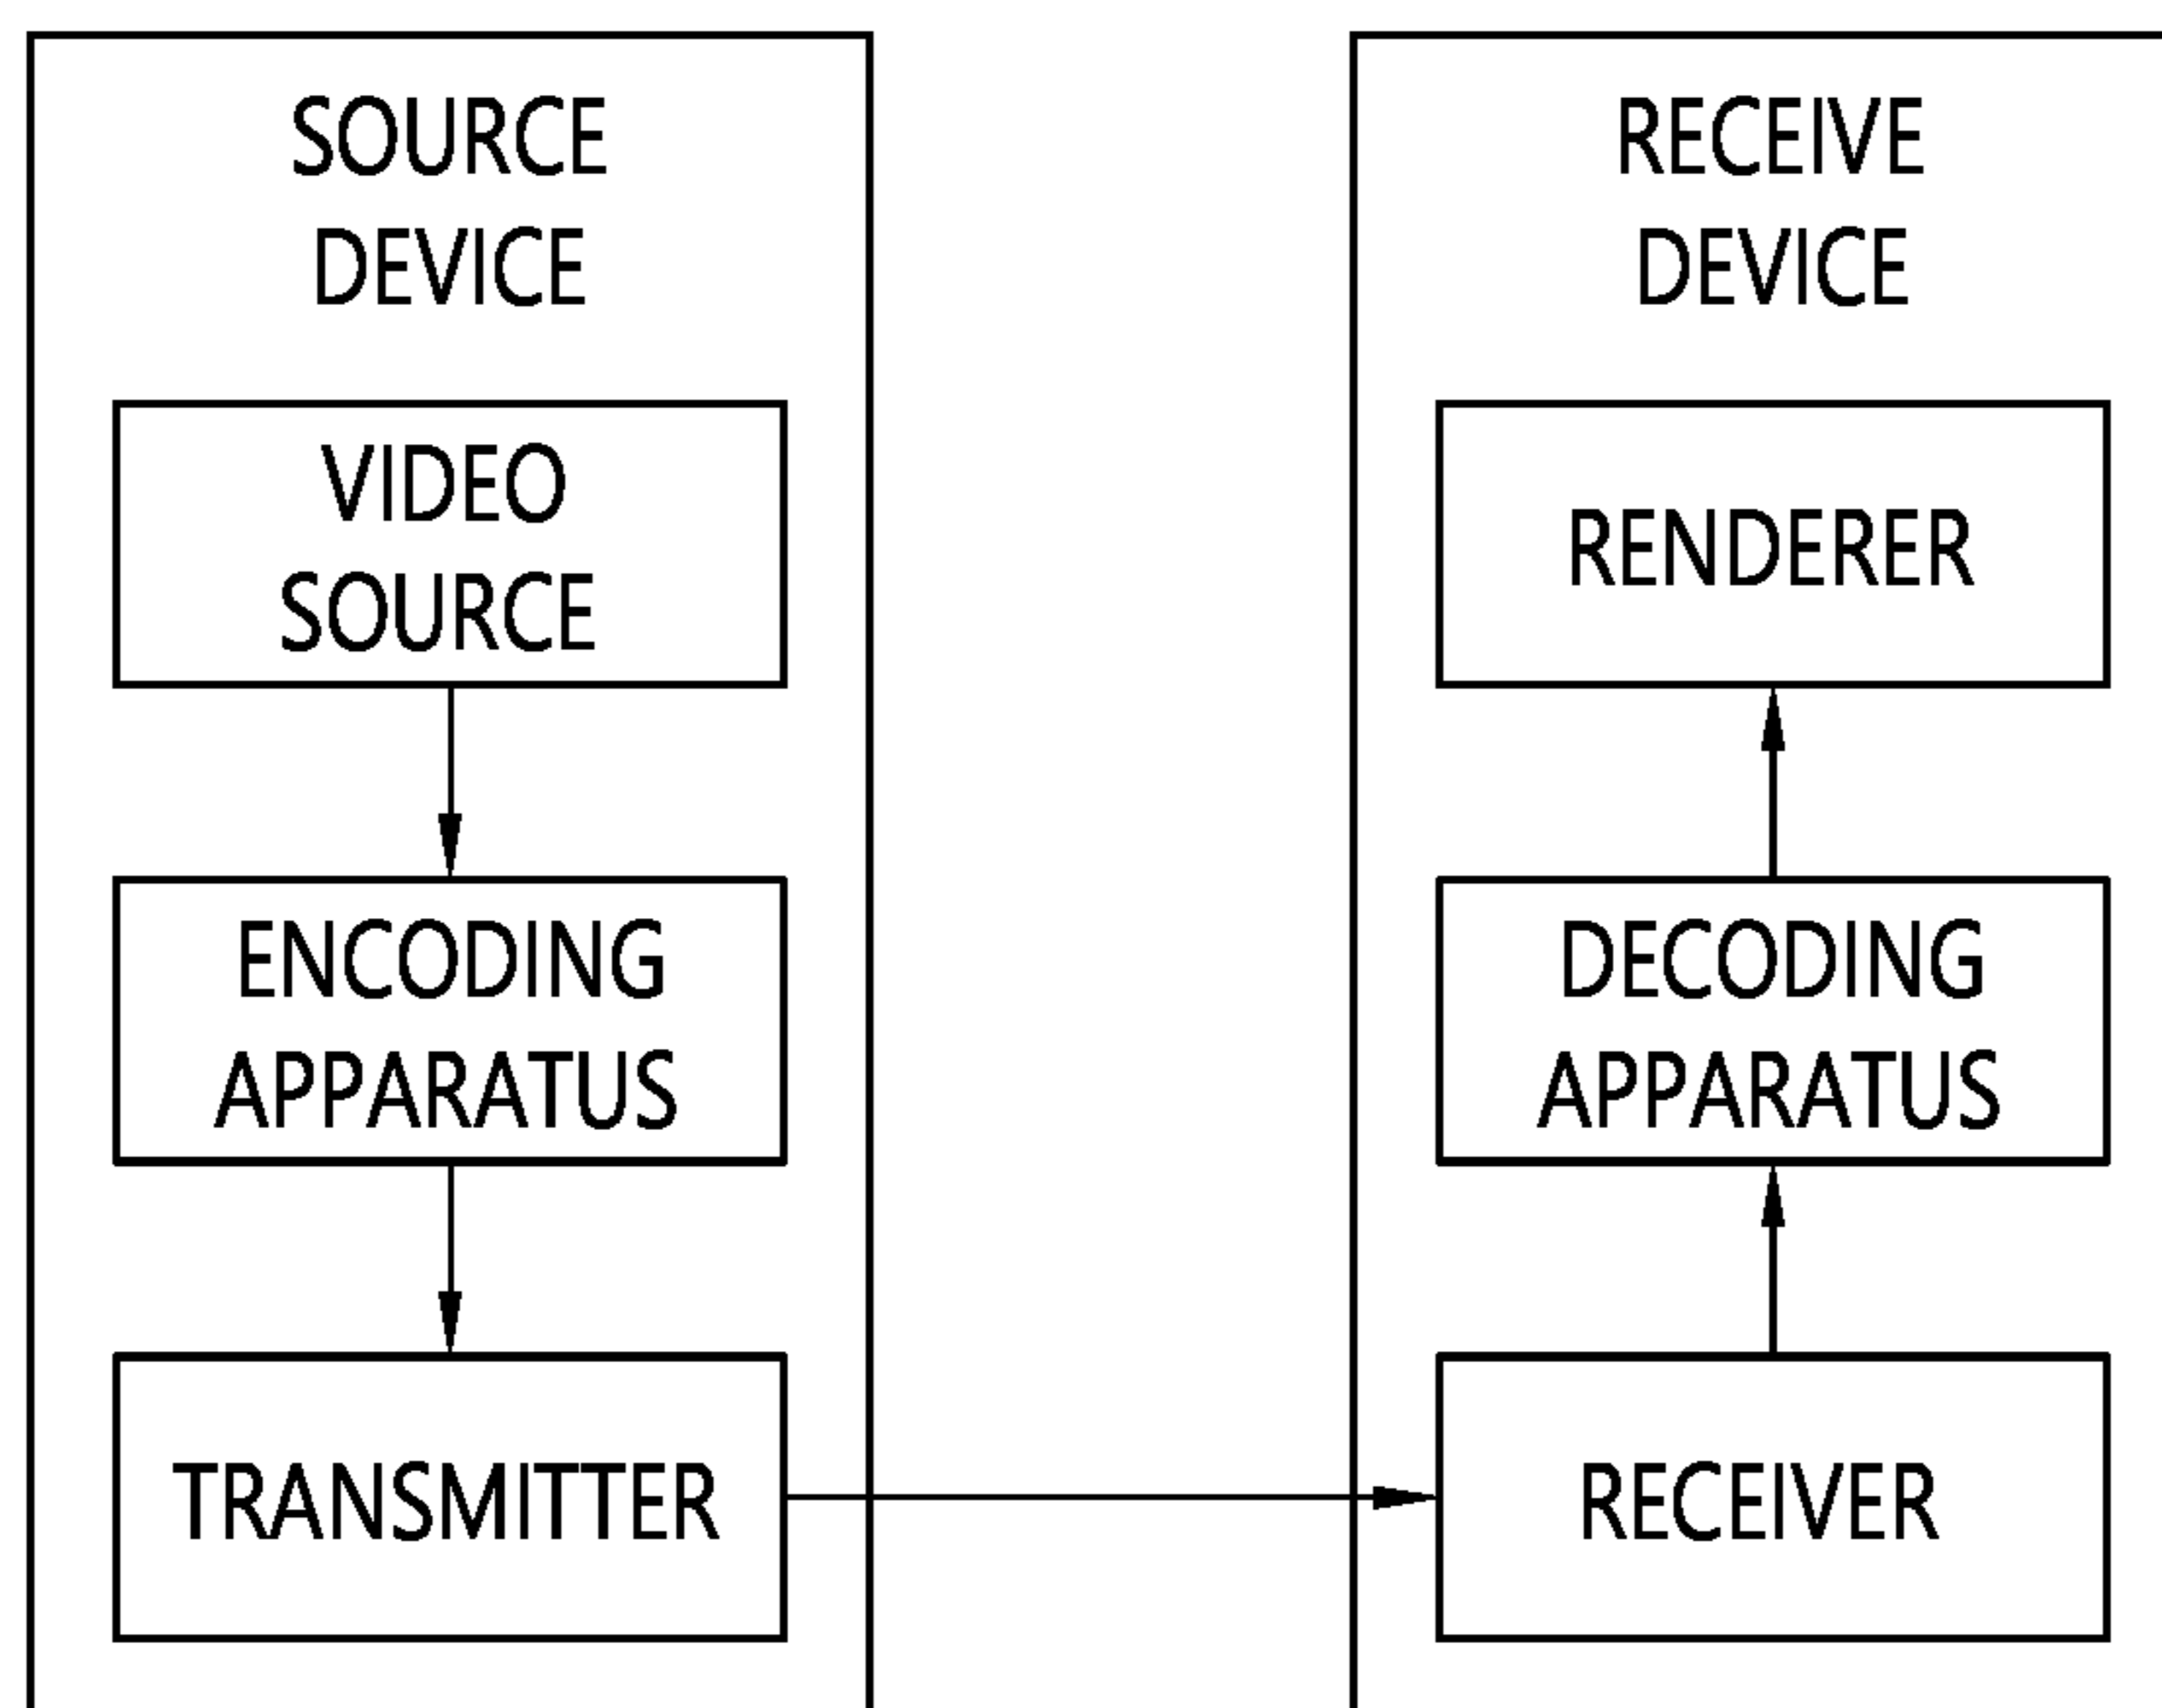 SOURCE
DEVICE
VIDEO
SOURCE
ENCODING
APPARATUS
TRANSMITTER
RECEIVE
DEVICE
RENDERER
DECODING
APPARATUS
RECEIVER